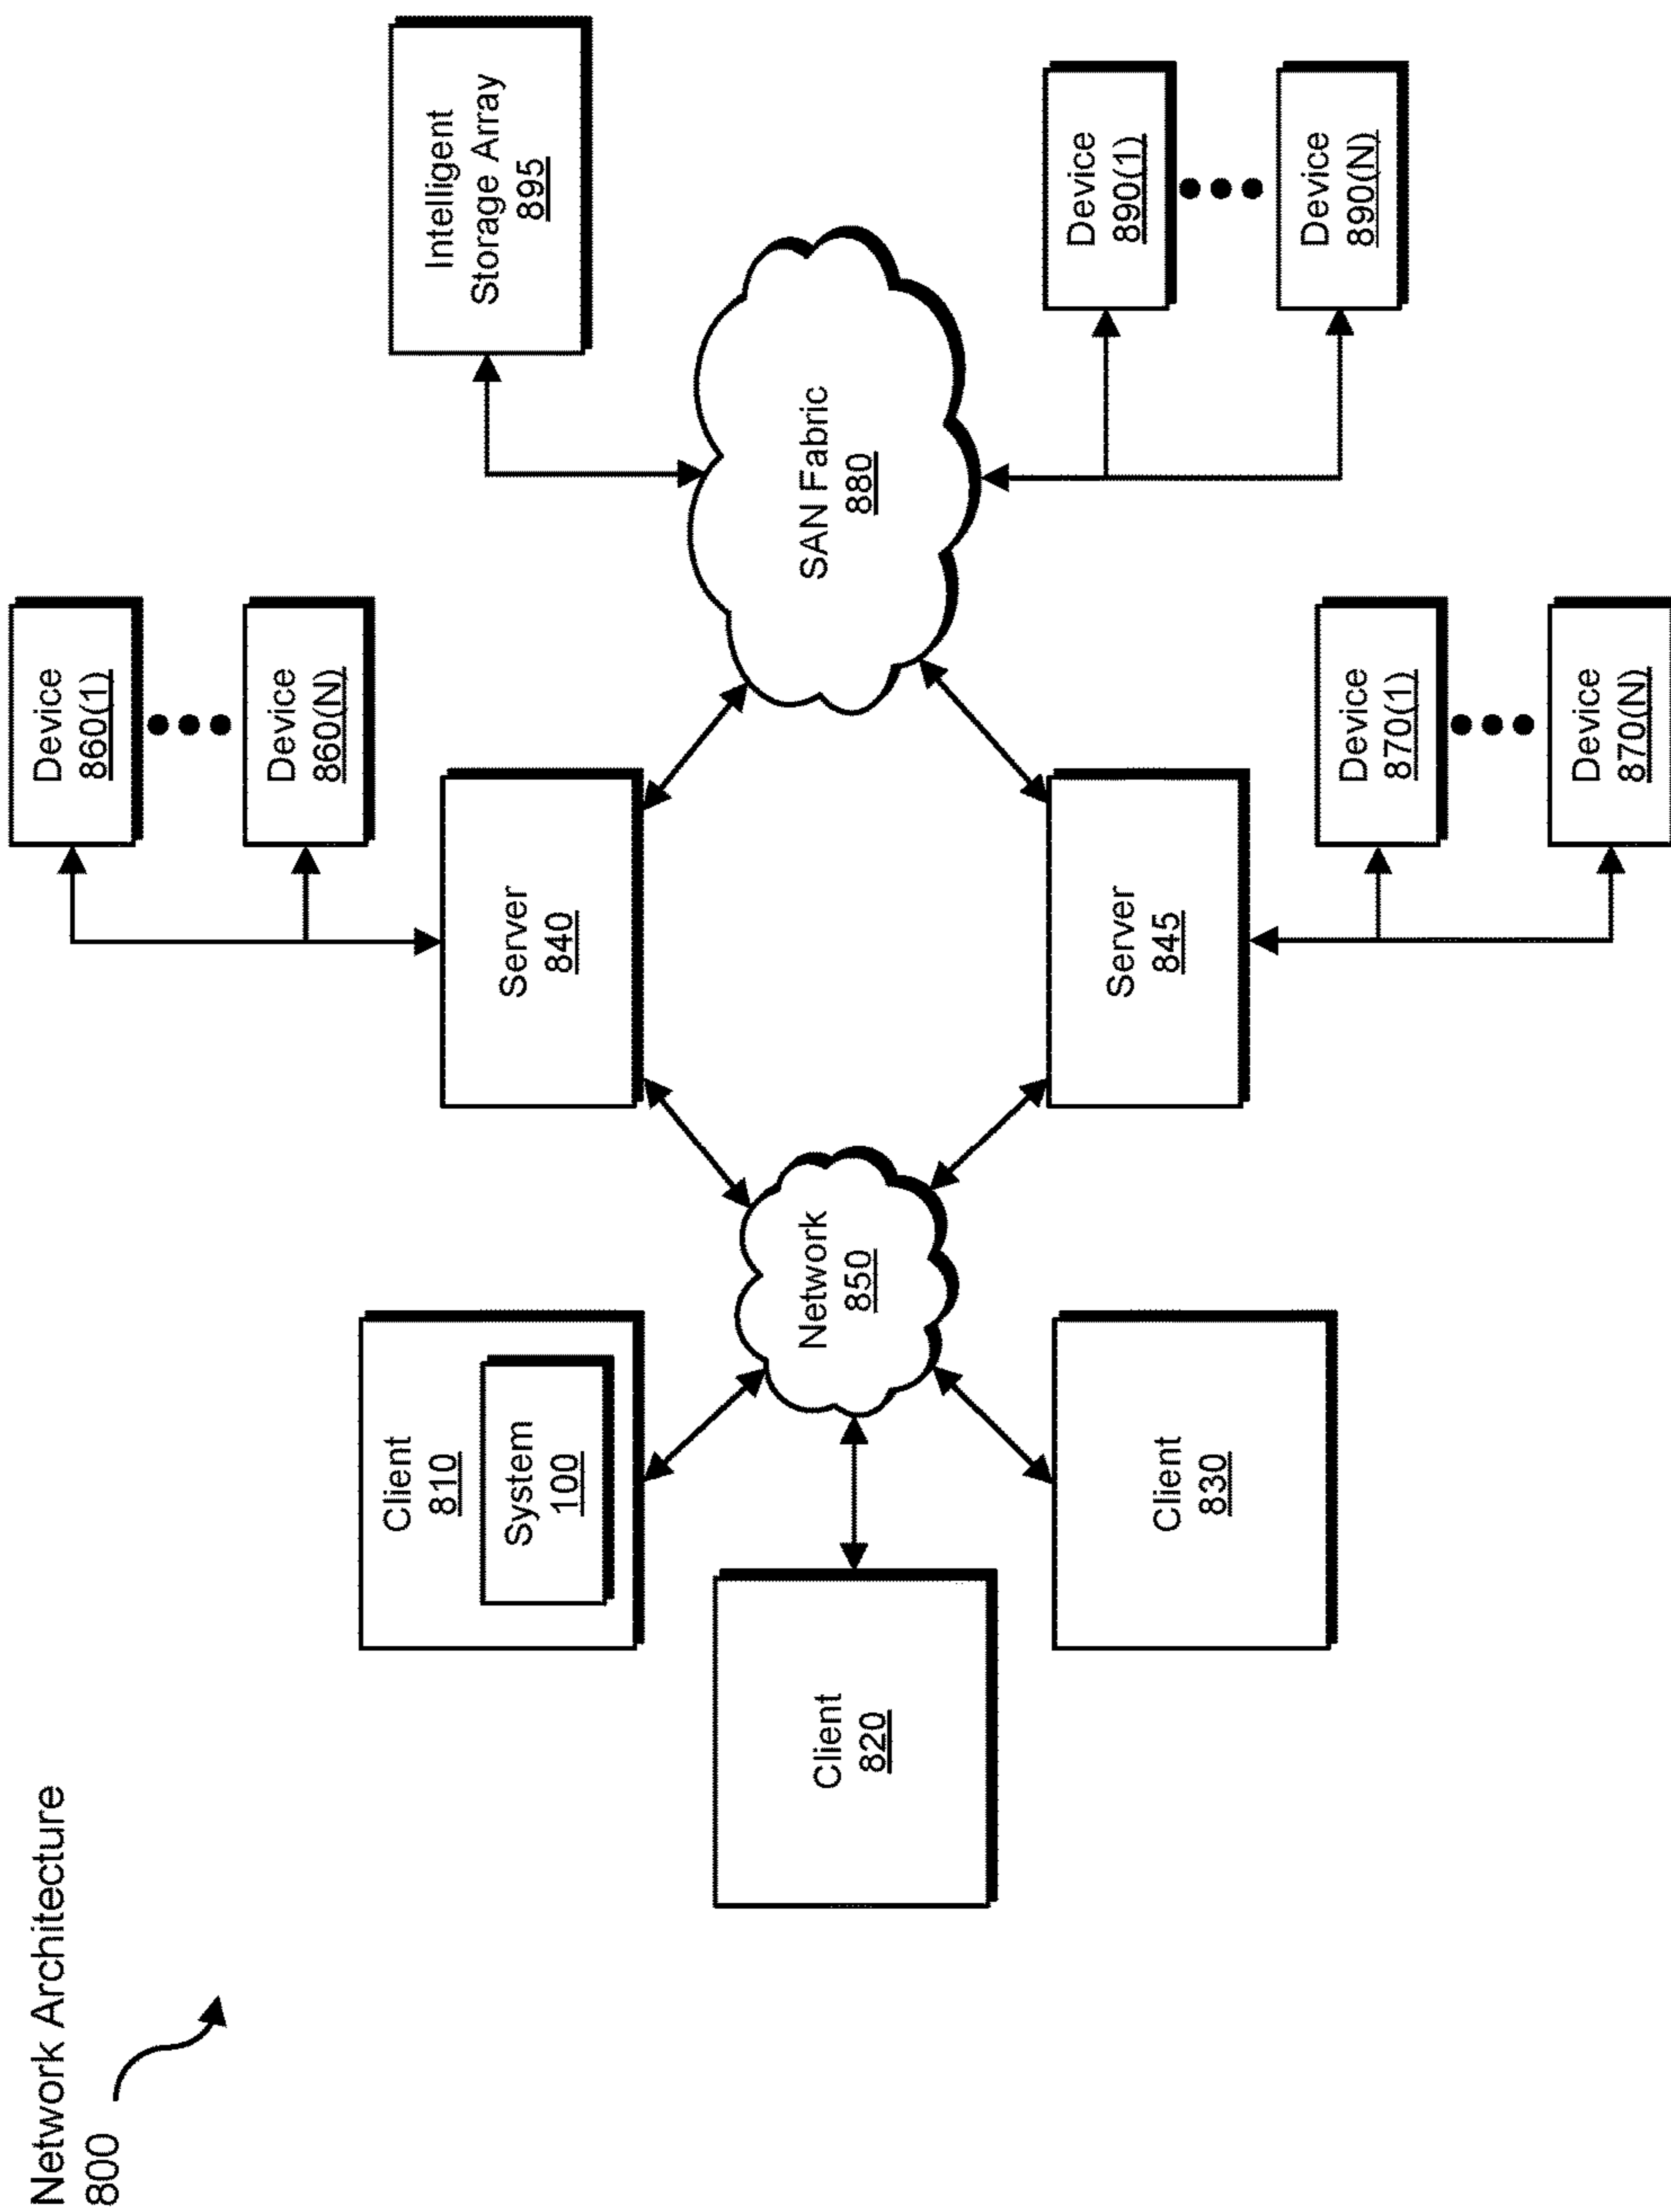 Network Architecture
800
Client
810
System
100
Client
820
Client
830
Network
850
Server
840
Server
845
Device
860(1)
Device
860(N)
Device
870(1)
Device
870(N)
SAN Fabric
880
Intelligent
Storage Array
895
Device
890(1)
Device
890(N)